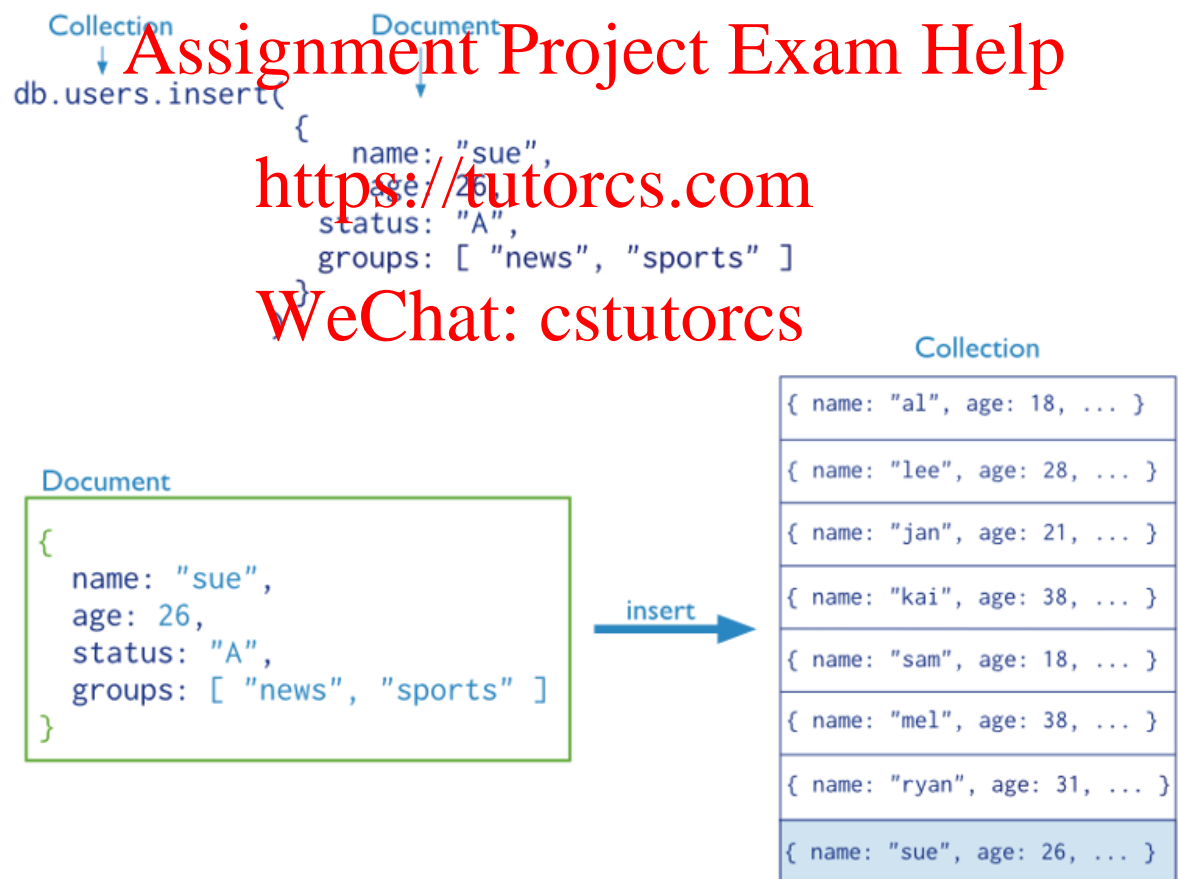 Collection
Document
Assignment Project Exam Help
db.users.insert(
{
name: "sue",
https://tutorcs.com
age: 26,
status: "A",
groups: [ "news", "sports" ]
}
WeChat: cstutorcs
)
Collection
{ name: "al", age: 18, ... }
{ name: "lee", age: 28, ... }
{ name: "jan", age: 21, ... }
{ name: "kai", age: 38, ... }
{ name: "sam", age: 18, ... }
{ name: "mel", age: 38, ... }
{ name: "ryan", age: 31, ... }
{ name: "sue", age: 26, ... }
Document
{
name: "sue",
age: 26,
status: "A",
groups: [ "news", "sports" ]
}
insert